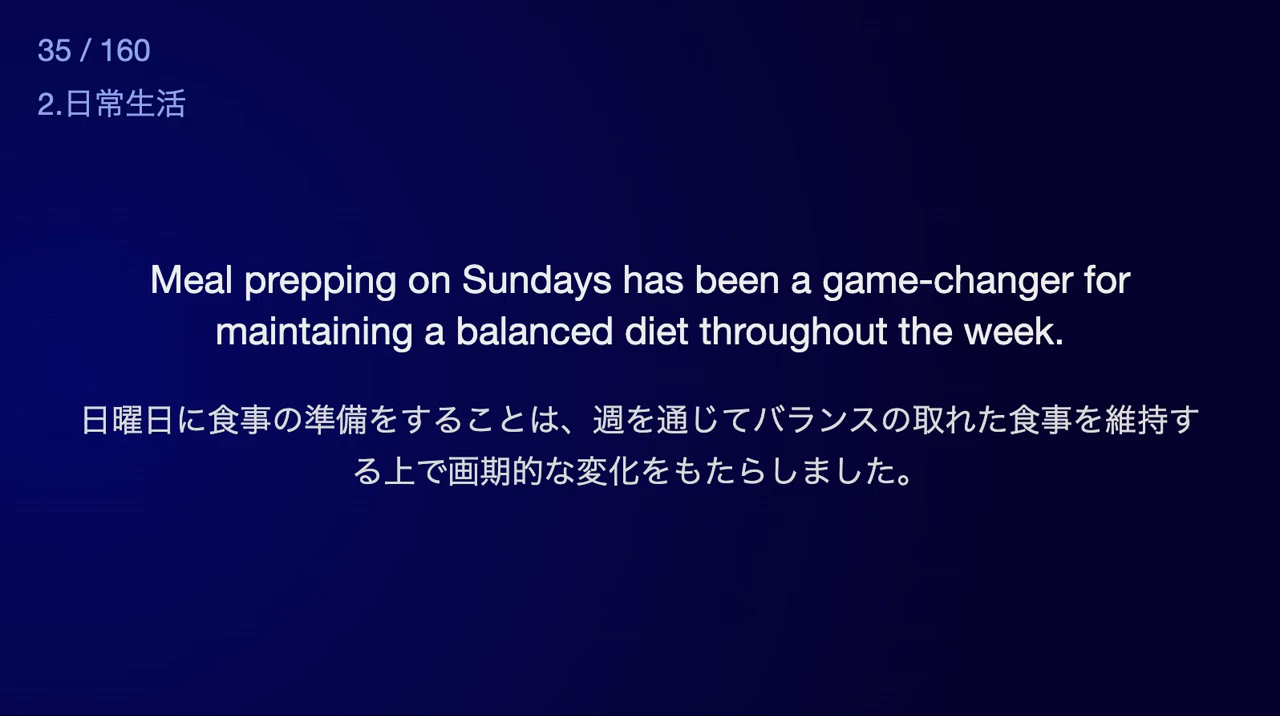 35 / 160
2.日常生活
Meal prepping on Sundays has been a game-changer for
maintaining a balanced diet throughout the week.
日曜日に食事の準備をすることは、週を通じてバランスの取れた食事を維持す
る上で画期的な変化をもたらしました。